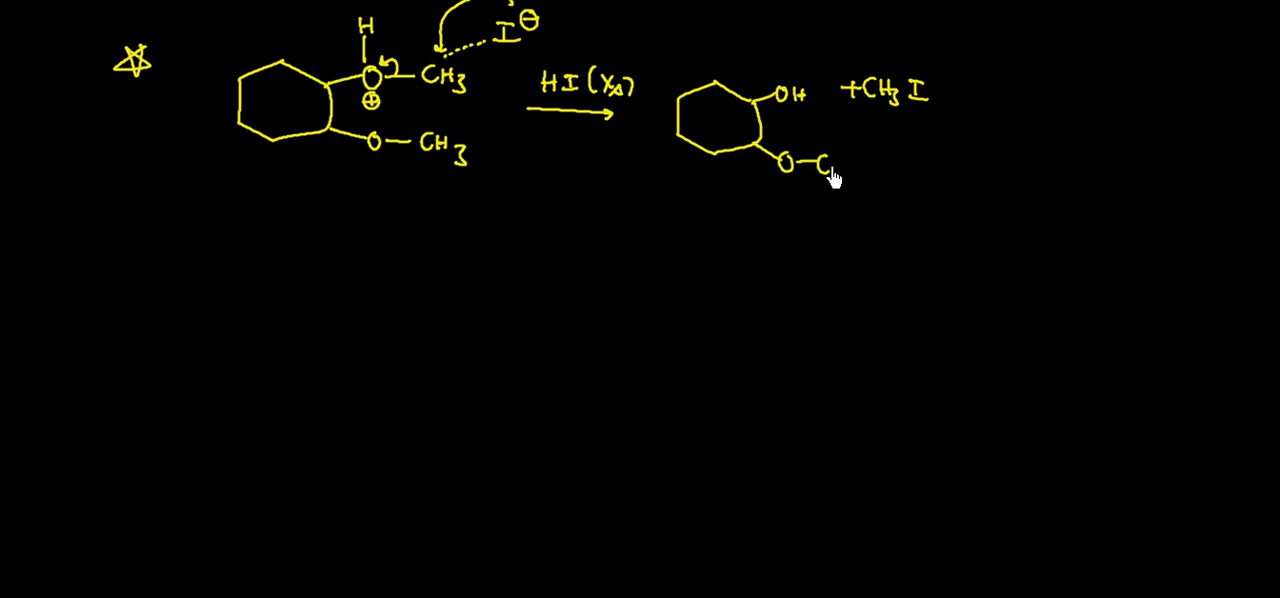 H
I ⊖
O — CH3
⊕
O — CH3
HI (Xs)
OH
+ CH3 I
O — C